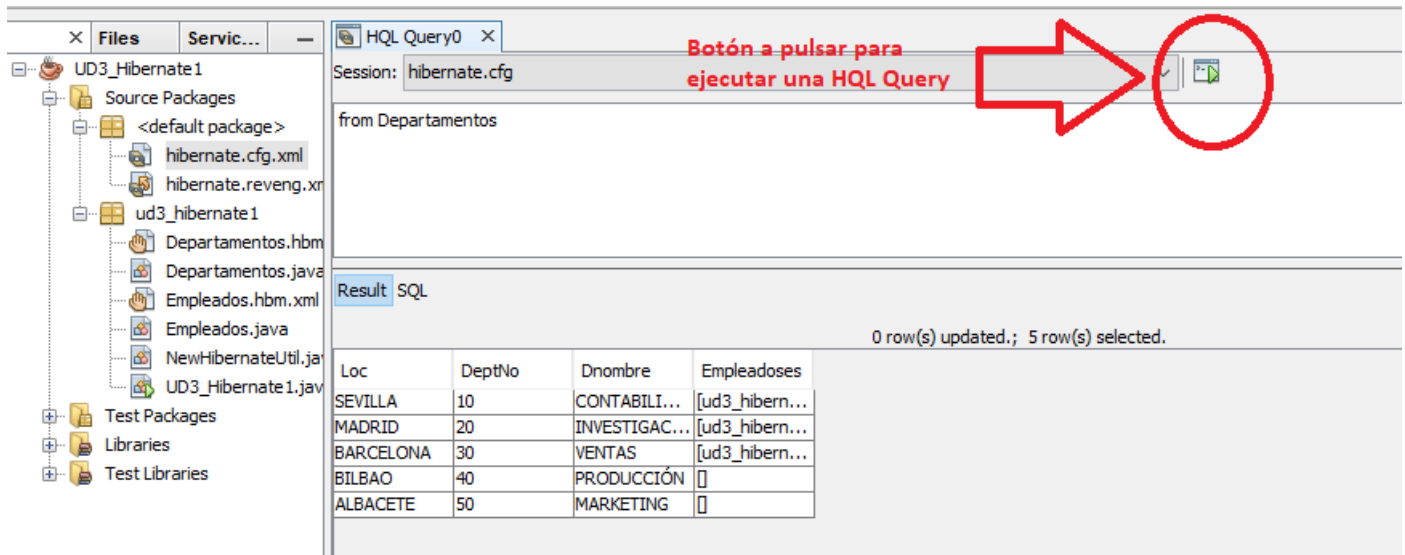 Files
Servic...
UD3_Hibernate1
Source Packages
<default package>
hibernate.cfg.xml
hibernate.reveng.xr
ud3_hibernate1
Departamentos.hbm
Departamentos.java
Empleados.hbm.xml
Empleados.java
NewHibernateUtil.jav
UD3_Hibernate1.jav
Test Packages
Libraries
Test Libraries
HQL Query0
Session: hibernate.cfg
Botón a pulsar para
ejecutar una HQL Query
from Departamentos
Result SQL
0 row(s) updated.; 5 row(s) selected.
Loc DeptNo Dnombre Empleadoses
SEVILLA 10 CONTABILI... [ud3_hibern...
MADRID 20 INVESTIGAC... [ud3_hibern...
BARCELONA 30 VENTAS [ud3_hibern...
BILBAO 40 PRODUCCIÓN []
ALBACETE 50 MARKETING []